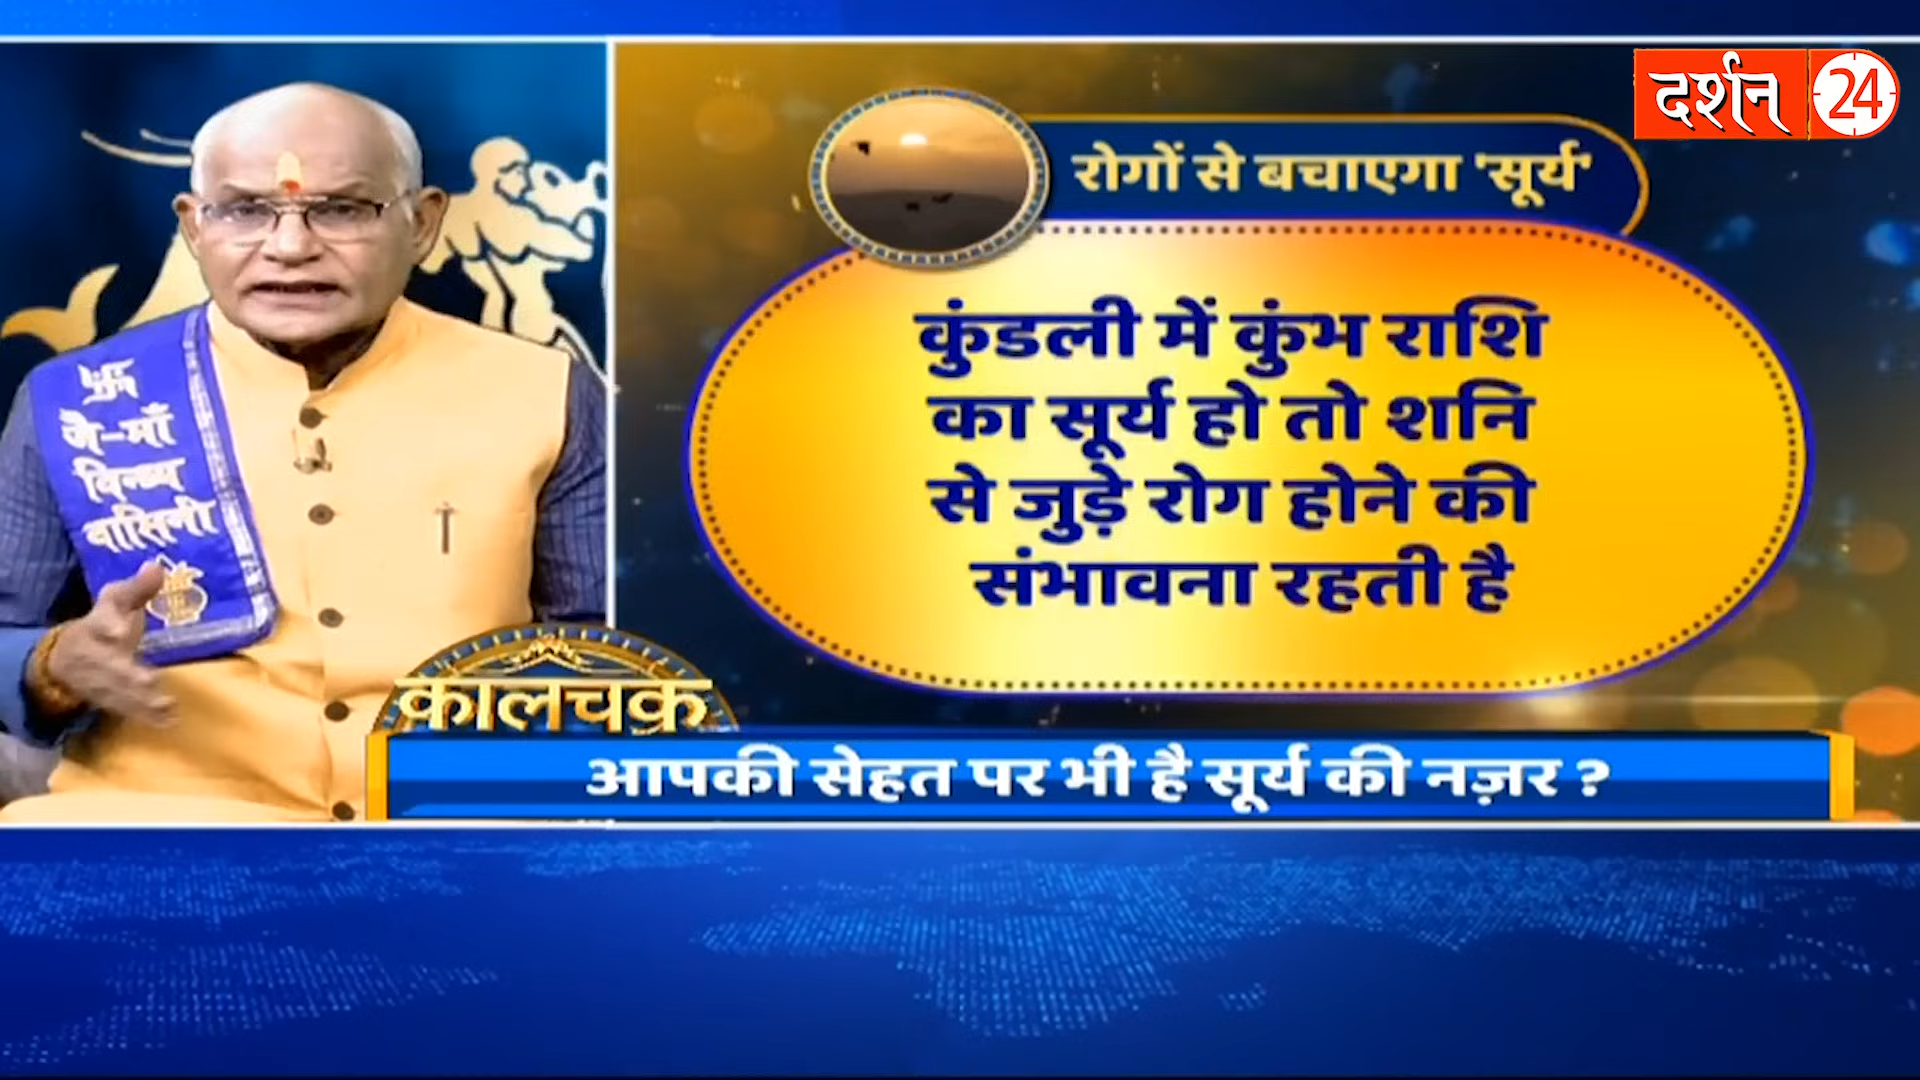 दर्शन 24
रोगों से बचाएगा 'सूर्य'
कुंडली में कुंभ राशि
का सूर्य हो तो शनि
से जुड़े रोग होने की
संभावना रहती है
जै-माँ
विन्ध्य
वासिनी
कालचक्र
आपकी सेहत पर भी है सूर्य की नज़र ?